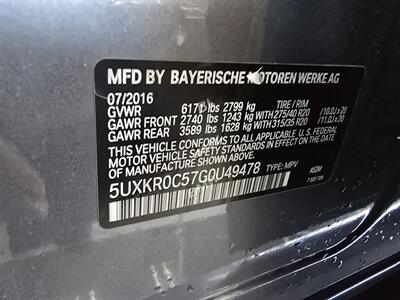 MFD BY BAYERISCHE MOTOREN WERKE AG
07/2016
GVWR 6171 lbs 2799 kg TIRE / RIM
GAWR FRONT 2740 lbs 1243 kg WITH 275/40 R20 /10.0J x 20
GAWR REAR 3589 lbs 1628 kg WITH 315/35 R20 /11.0J x 20
THIS VEHICLE CONFORMS TO ALL APPLICABLE U.S. FEDERAL
MOTOR VEHICLE SAFETY STANDARDS IN EFFECT ON THE DATE OF
MANUFACTURE SHOWN ABOVE.
5UXKR0C57G0U49478 TYPE: MPV